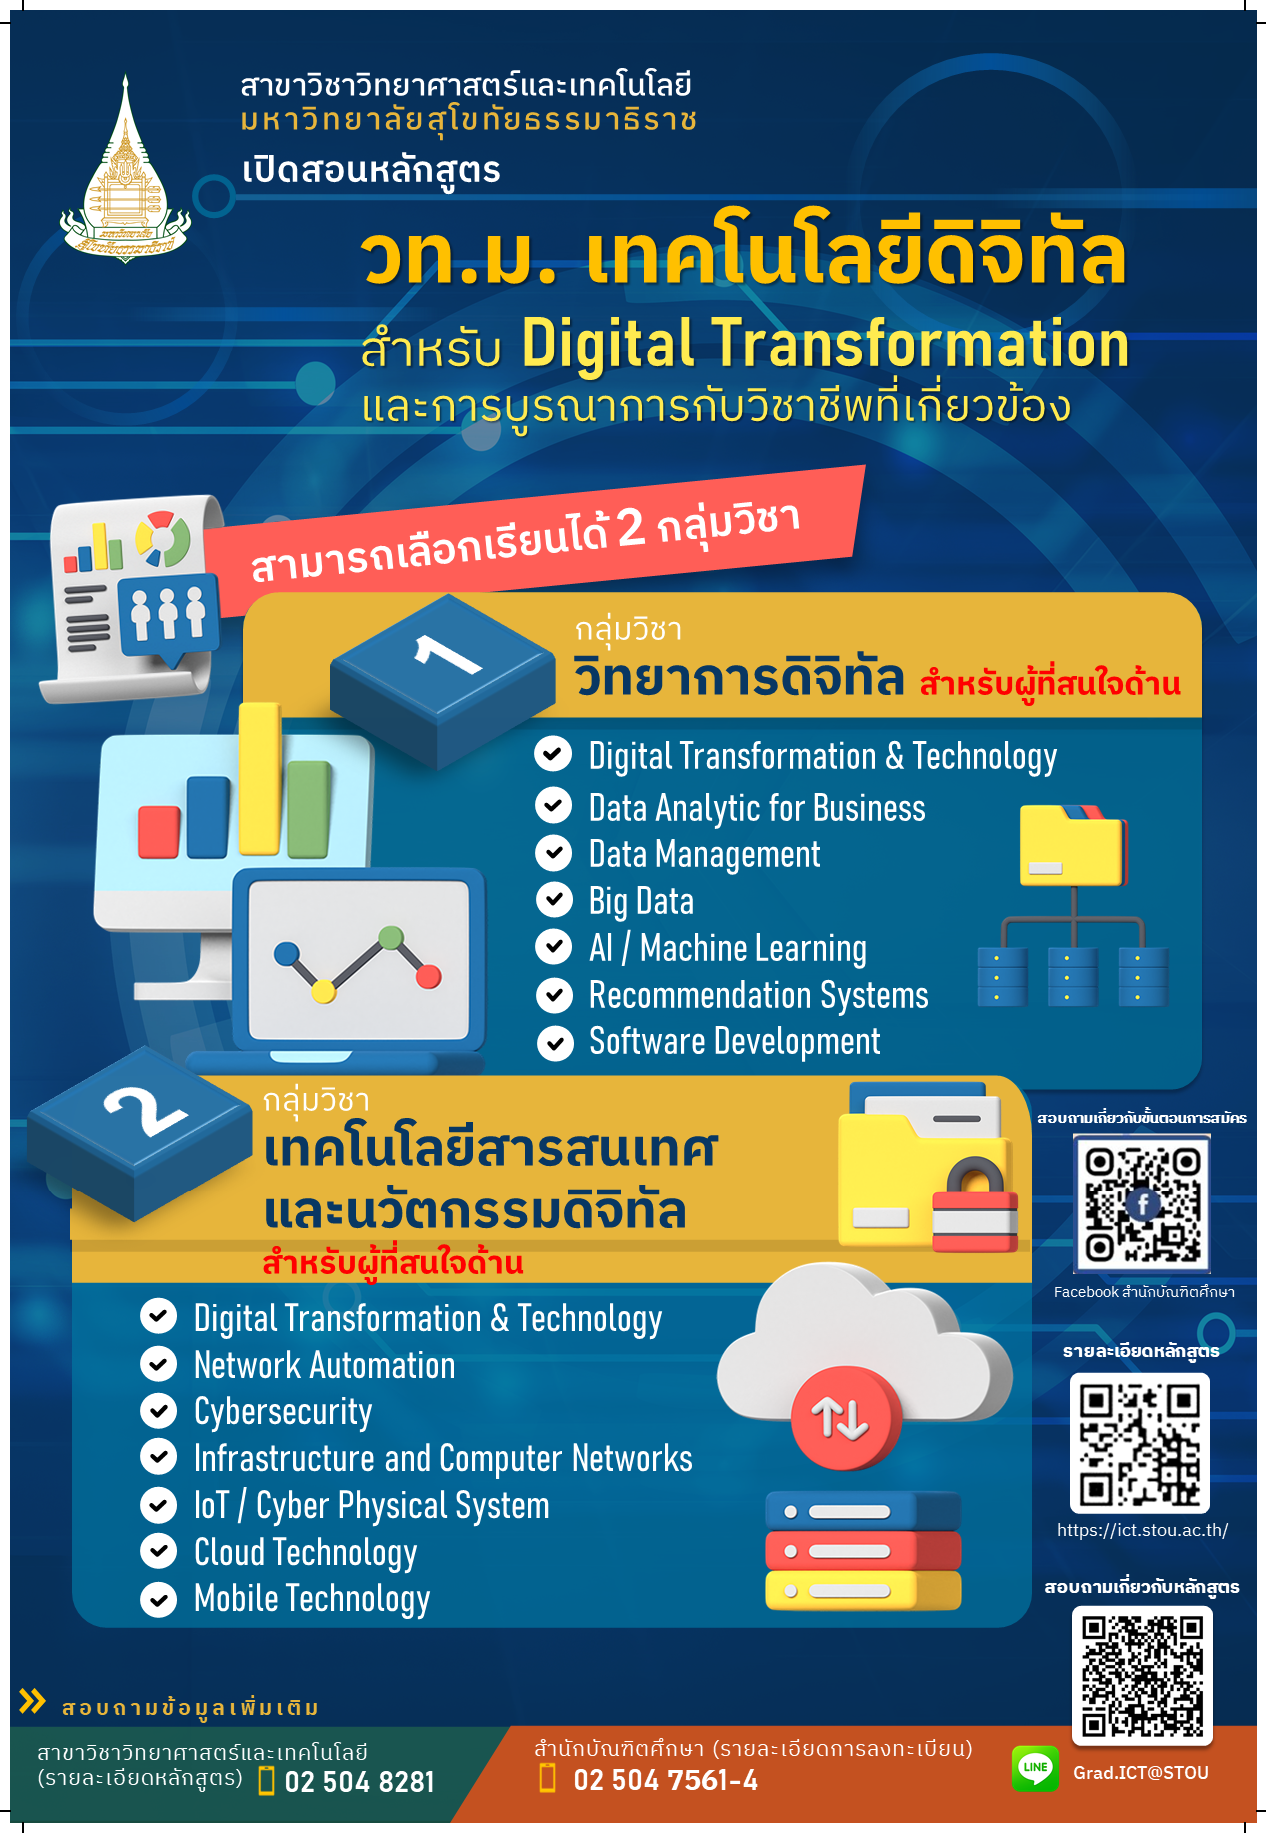 สาขาวิชาวิทยาศาสตร์และเทคโนโลยี
มหาวิทยาลัยสุโขทัยธรรมาธิราช
เปิดสอนหลักสูตร
วท.ม. เทคโนโลยีดิจิทัล
สำหรับ Digital Transformation
และการบูรณาการกับวิชาชีพที่เกี่ยวข้อง
สามารถเลือกเรียนได้ 2 กลุ่มวิชา
1
กลุ่มวิชา
วิทยาการดิจิทัล สำหรับผู้ที่สนใจด้าน
Digital Transformation & Technology
Data Analytic for Business
Data Management
Big Data
AI / Machine Learning
Recommendation Systems
Software Development
2
กลุ่มวิชา
เทคโนโลยีสารสนเทศ
และนวัตกรรมดิจิทัล
สำหรับผู้ที่สนใจด้าน
Digital Transformation & Technology
Network Automation
Cybersecurity
Infrastructure and Computer Networks
IoT / Cyber Physical System
Cloud Technology
Mobile Technology
สอบถามเกี่ยวกับขั้นตอนการสมัคร
Facebook สำนักบัณฑิตศึกษา
รายละเอียดหลักสูตร
https://ict.stou.ac.th/
สอบถามเกี่ยวกับหลักสูตร
สอบถามข้อมูลเพิ่มเติม
สาขาวิชาวิทยาศาสตร์และเทคโนโลยี
(รายละเอียดหลักสูตร) 02 504 8281
สำนักบัณฑิตศึกษา (รายละเอียดการลงทะเบียน)
02 504 7561-4
LINE
Grad.ICT@STOU